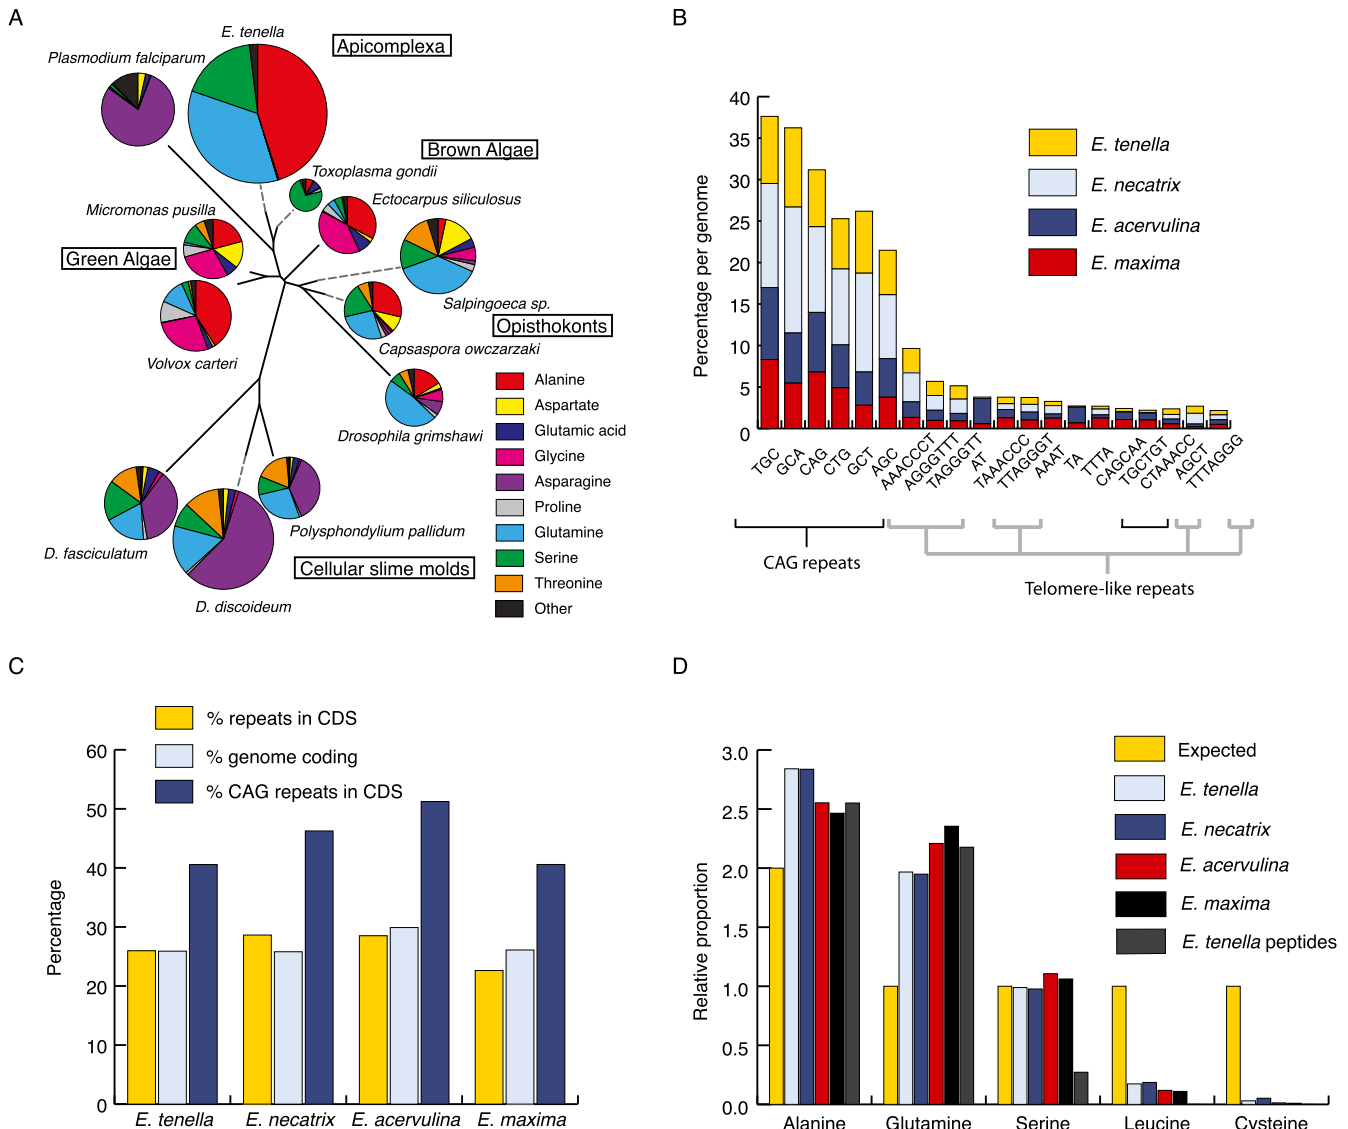 A
E. tenella
Apicomplexa
Plasmodium falciparum
Brown Algae
Toxoplasma gondii
Ectocarpus siliculosus
Micromonas pusilla
Green Algae
Salpingoeca sp.
Opisthokonts
Capsaspora owczarzaki
Volvox carteri
Drosophila grimshawi
Alanine
Aspartate
Glutamic acid
Glycine
Asparagine
Proline
Glutamine
Serine
Threonine
Other
Polysphondylium pallidum
D. fasciculatum
Cellular slime molds
D. discoideum
B
Percentage per genome
40
35
30
25
20
15
10
5
0
E. tenella
E. necatrix
E. acervulina
E. maxima
TGC
GCA
CAG
CTG
GCT
AGC
AAACCCT
AGGGTTT
TAGGGTT
AT
TAAACCC
TTAGGGT
AAAT
TA
TTTA
CAGCAA
TGCTGT
CTAAACC
AGCT
TTTAGGG
CAG repeats
Telomere-like repeats
C
% repeats in CDS
% genome coding
% CAG repeats in CDS
Percentage
60
50
40
30
20
10
0
E. tenella
E. necatrix
E. acervulina
E. maxima
D
Relative proportion
3.0
2.5
2.0
1.5
1.0
0.5
0.0
Expected
E. tenella
E. necatrix
E. acervulina
E. maxima
E. tenella peptides
Alanine
Glutamine
Serine
Leucine
Cysteine